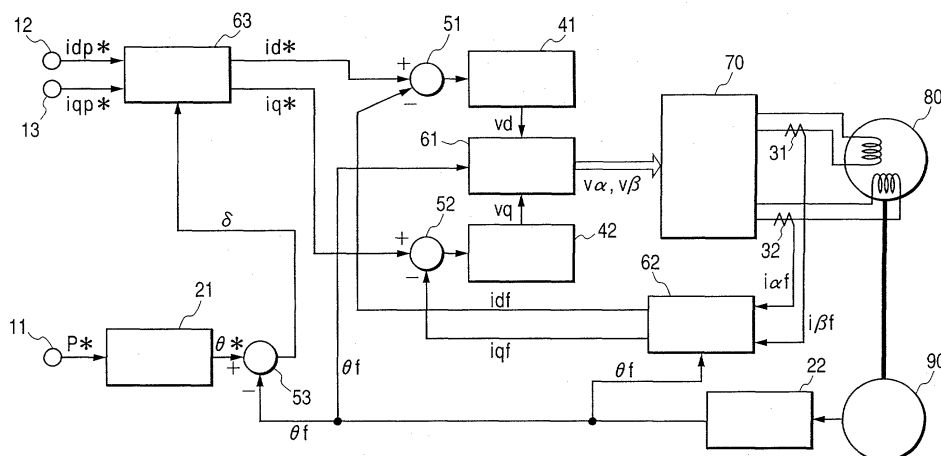 12
idp*
63
id*
51
41
70
80
13
iqp*
iq*
+
−
vd
61
31
vα, vβ
vq
δ
52
42
32
+
−
iαf
62
idf
iβf
11
P*
21
θ*
+
−
53
iqf
θf
θf
22
90
θf